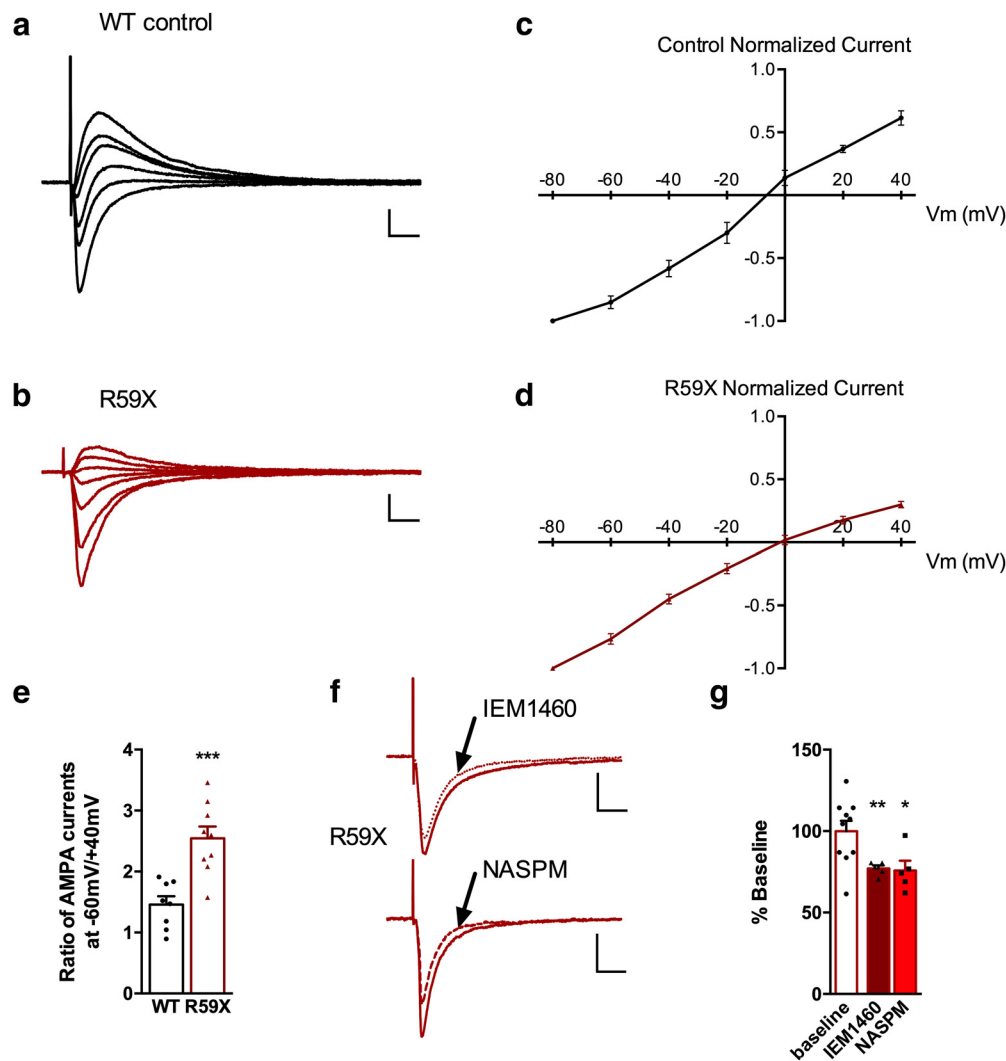 a
WT control
c
Control Normalized Current
1.0
0.5
-80 -60 -40 -20 0 20 40
Vm (mV)
-0.5
-1.0
b
R59X
d
R59X Normalized Current
1.0
0.5
-80 -60 -40 -20 0 20 40
Vm (mV)
-0.5
-1.0
e
Ratio of AMPA currents
at -60mV/+40mV
4
3
2
1
0
***
WT R59X
f
IEM1460
R59X
NASPM
g
% Baseline
150
100
50
0
** *
baseline
IEM1460
NASPM